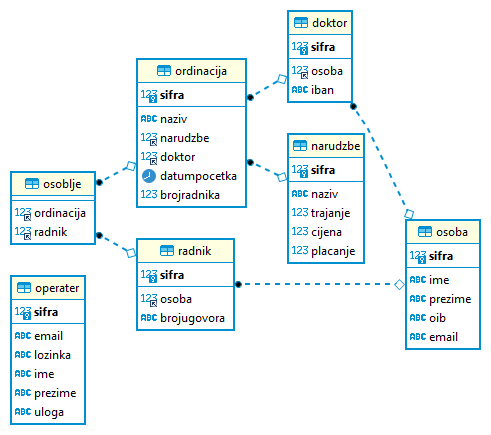 doktor
123 sifra
123 osoba
ABC iban
ordinacija
123 sifra
ABC naziv
123 narudzbe
123 doktor
datumpocetka
123 brojradnika
narudzbe
123 sifra
ABC naziv
123 trajanje
123 cijena
123 placanje
osoblje
123 ordinacija
123 radnik
osoba
123 sifra
ABC ime
ABC prezime
ABC oib
ABC email
radnik
123 sifra
123 osoba
ABC brojugovora
operater
123 sifra
ABC email
ABC lozinka
ABC ime
ABC prezime
ABC uloga